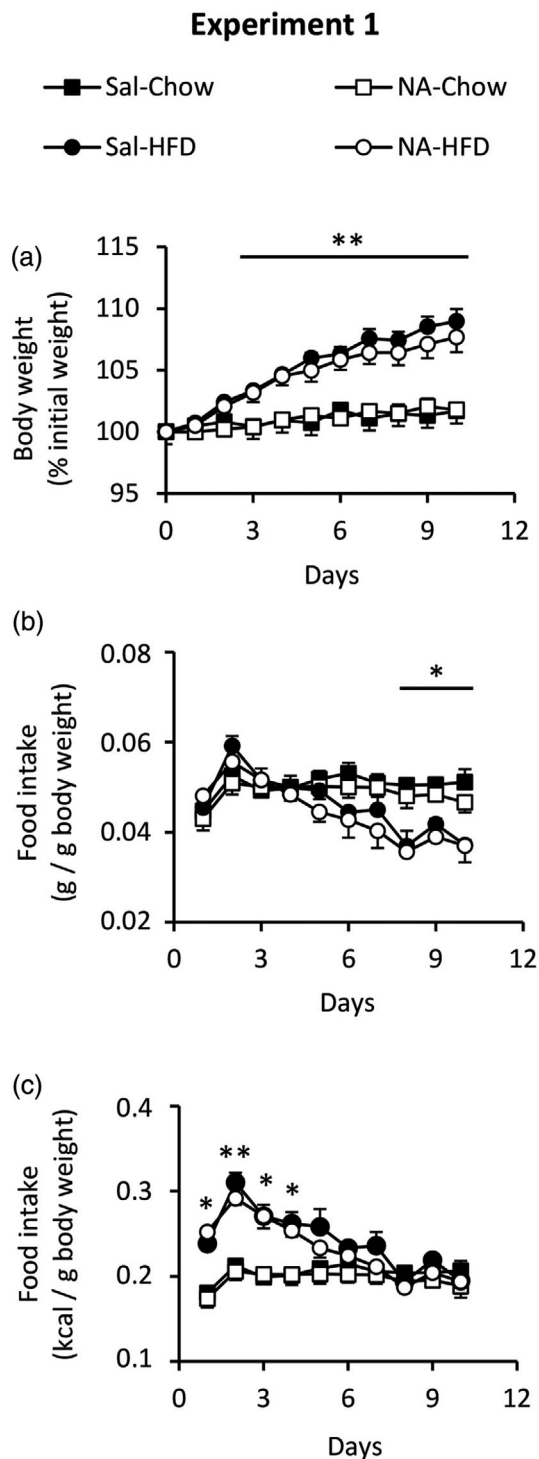 Experiment 1
Sal-Chow NA-Chow
Sal-HFD NA-HFD
(a)
**
115
110
105
100
95
Body weight
(% initial weight)
0 3 6 9 12
Days
(b)
*
0.08
0.06
0.04
0.02
Food intake
(g / g body weight)
0 3 6 9 12
Days
(c)
0.4
0.3
0.2
0.1
* ** * *
Food intake
(kcal / g body weight)
0 3 6 9 12
Days